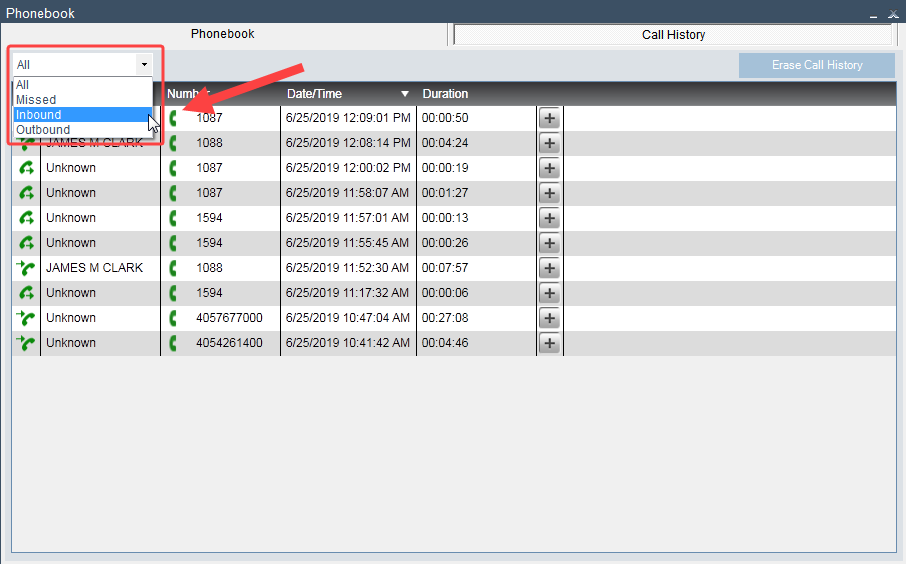 Phonebook
Phonebook Call History
All Erase Call History
All
Missed
Inbound
Outbound
Date/Time Duration
1087 6/25/2019 12:09:01 PM 00:00:50
JAMES M CLARK 1088 6/25/2019 12:08:14 PM 00:04:24
Unknown 1087 6/25/2019 12:00:02 PM 00:00:19
Unknown 1087 6/25/2019 11:58:07 AM 00:01:27
Unknown 1594 6/25/2019 11:57:01 AM 00:00:13
Unknown 1594 6/25/2019 11:55:45 AM 00:00:26
JAMES M CLARK 1088 6/25/2019 11:52:30 AM 00:07:57
Unknown 1594 6/25/2019 11:17:32 AM 00:00:06
Unknown 4057677000 6/25/2019 10:47:04 AM 00:27:08
Unknown 4054261400 6/25/2019 10:41:42 AM 00:04:46